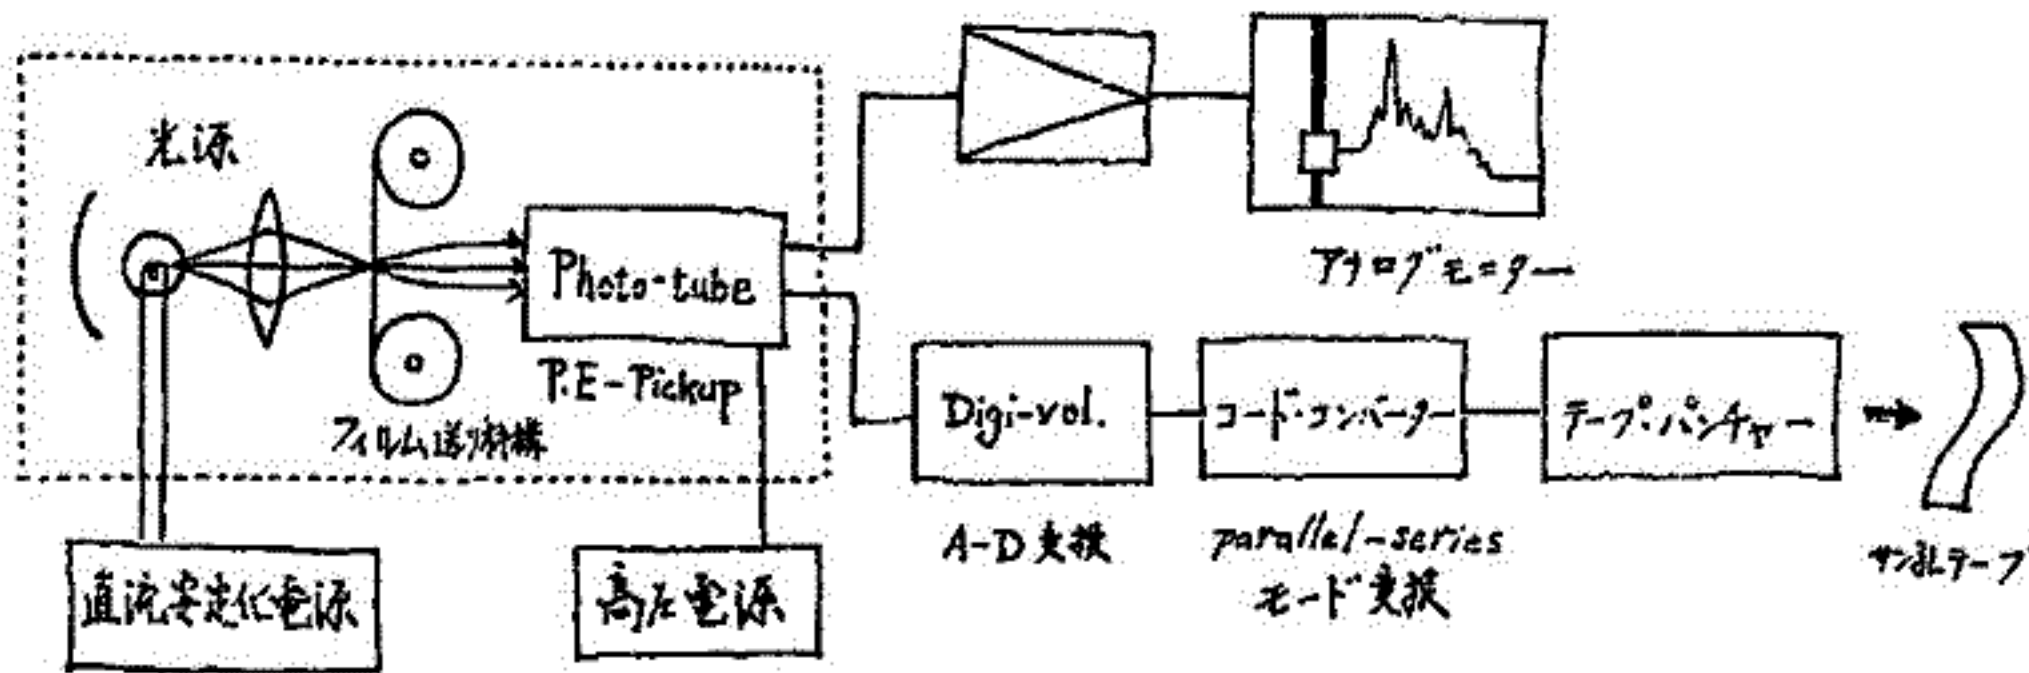 光源
Photo-tube
P.E-Pickup
フィルム送り機構
直流安定化電源
高圧電源
アナログモニター
Digi-vol.
A-D変換
コード・コンバーター
parallel-series
モード変換
テープ・パンチャー
サン孔テープ